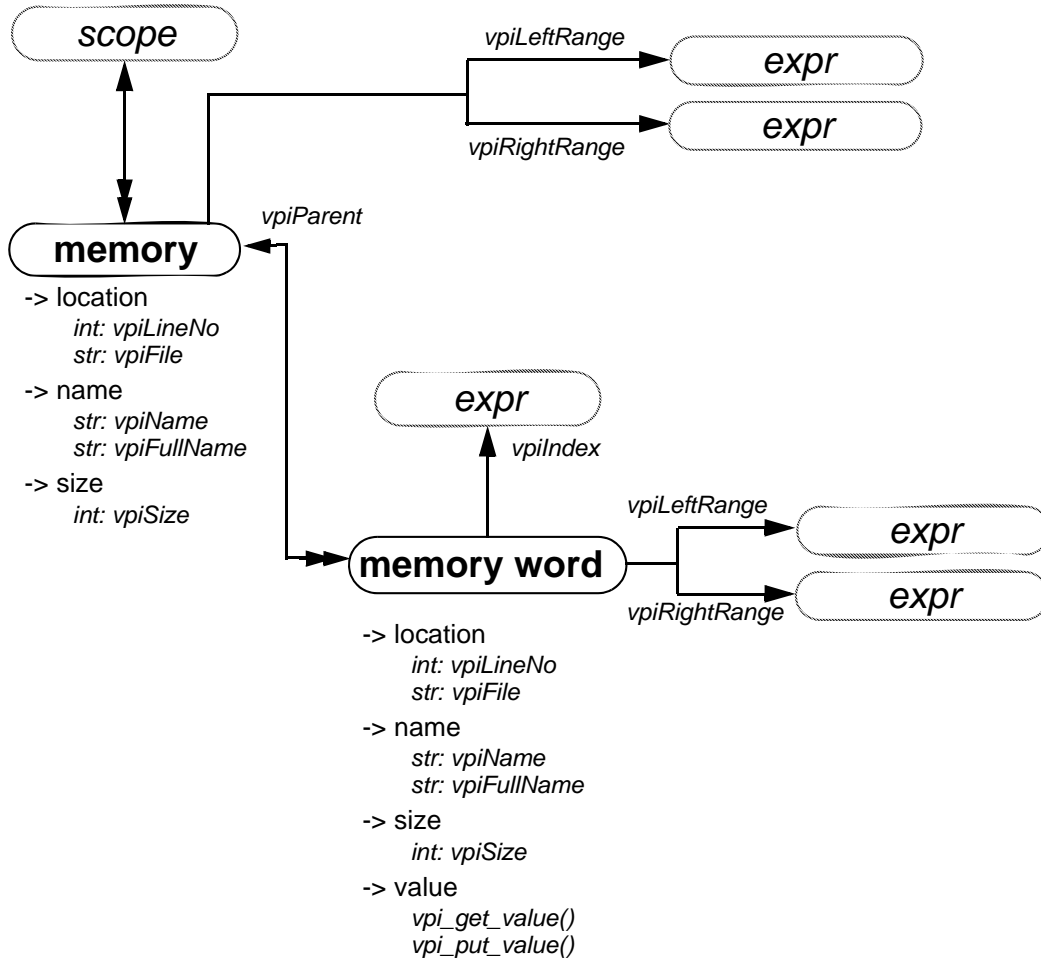 scope
vpiLeftRange
expr
expr
vpiRightRange
vpiParent
memory
-> location
int: vpiLineNo
str: vpiFile
-> name
str: vpiName
str: vpiFullName
-> size
int: vpiSize
expr
vpiIndex
vpiLeftRange
expr
memory word
expr
vpiRightRange
-> location
int: vpiLineNo
str: vpiFile
-> name
str: vpiName
str: vpiFullName
-> size
int: vpiSize
-> value
vpi_get_value()
vpi_put_value()